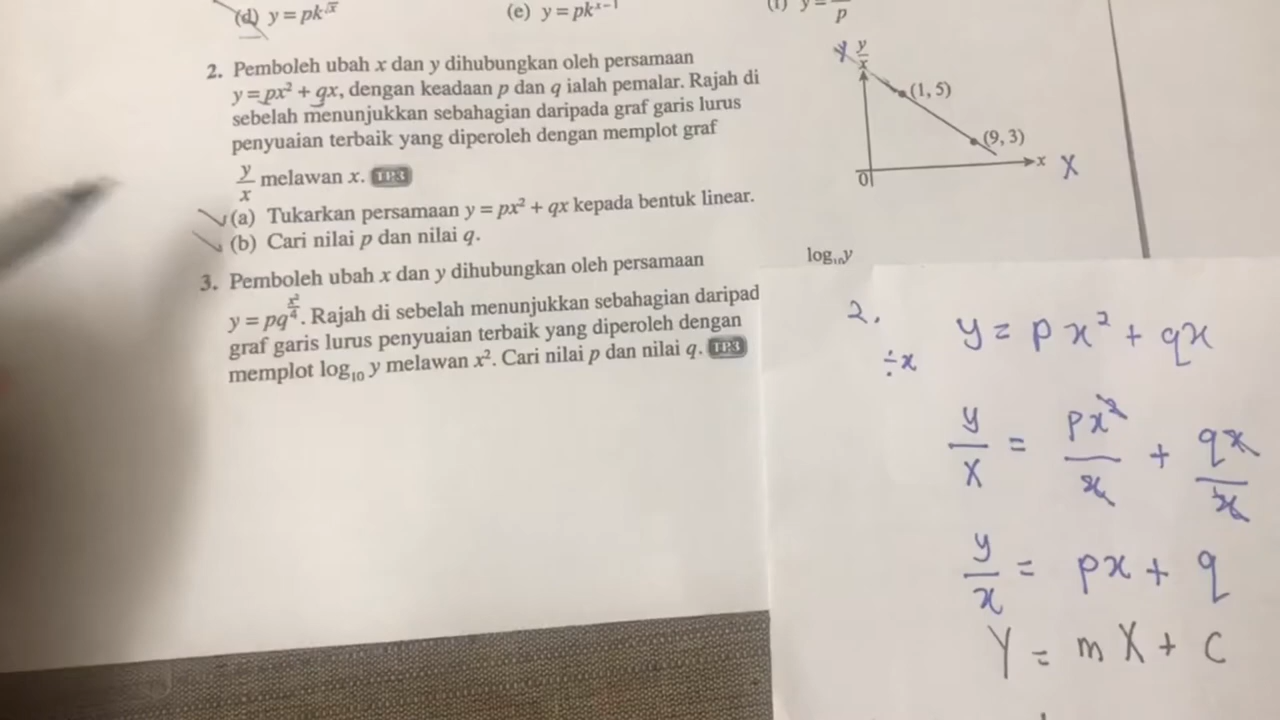 (d) y = pk^√x
(e) y = pk^x–1
p
2. Pemboleh ubah x dan y dihubungkan oleh persamaan
y = px² + qx, dengan keadaan p dan q ialah pemalar. Rajah di
sebelah menunjukkan sebahagian daripada graf garis lurus
penyuaian terbaik yang diperoleh dengan memplot graf
y/x melawan x. TP3
(a) Tukarkan persamaan y = px² + qx kepada bentuk linear.
(b) Cari nilai p dan nilai q.
Y y/x
(1, 5)
(9, 3)
0
x X
3. Pemboleh ubah x dan y dihubungkan oleh persamaan
y = pq^(x²/4). Rajah di sebelah menunjukkan sebahagian daripad
graf garis lurus penyuaian terbaik yang diperoleh dengan
memplot log₁₀ y melawan x². Cari nilai p dan nilai q. TP3
log₁₀y
2. y = px² + qx
÷x
y/x = px²/x + qx/x
y/x = px + q
Y = mX + c